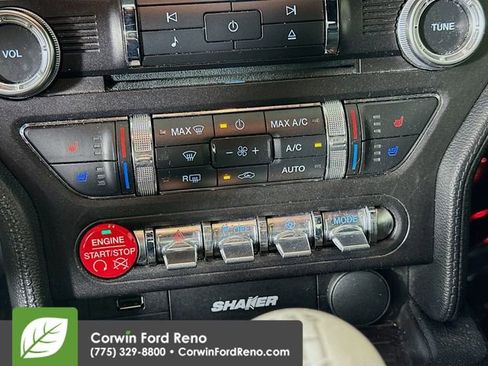 VOL
TUNE
MAX
MAX A/C
A/C
R
AUTO
ENGINE
START/STOP
MODE
SHAKER
Corwin Ford Reno
(775) 329-8800 • CorwinFordReno.com